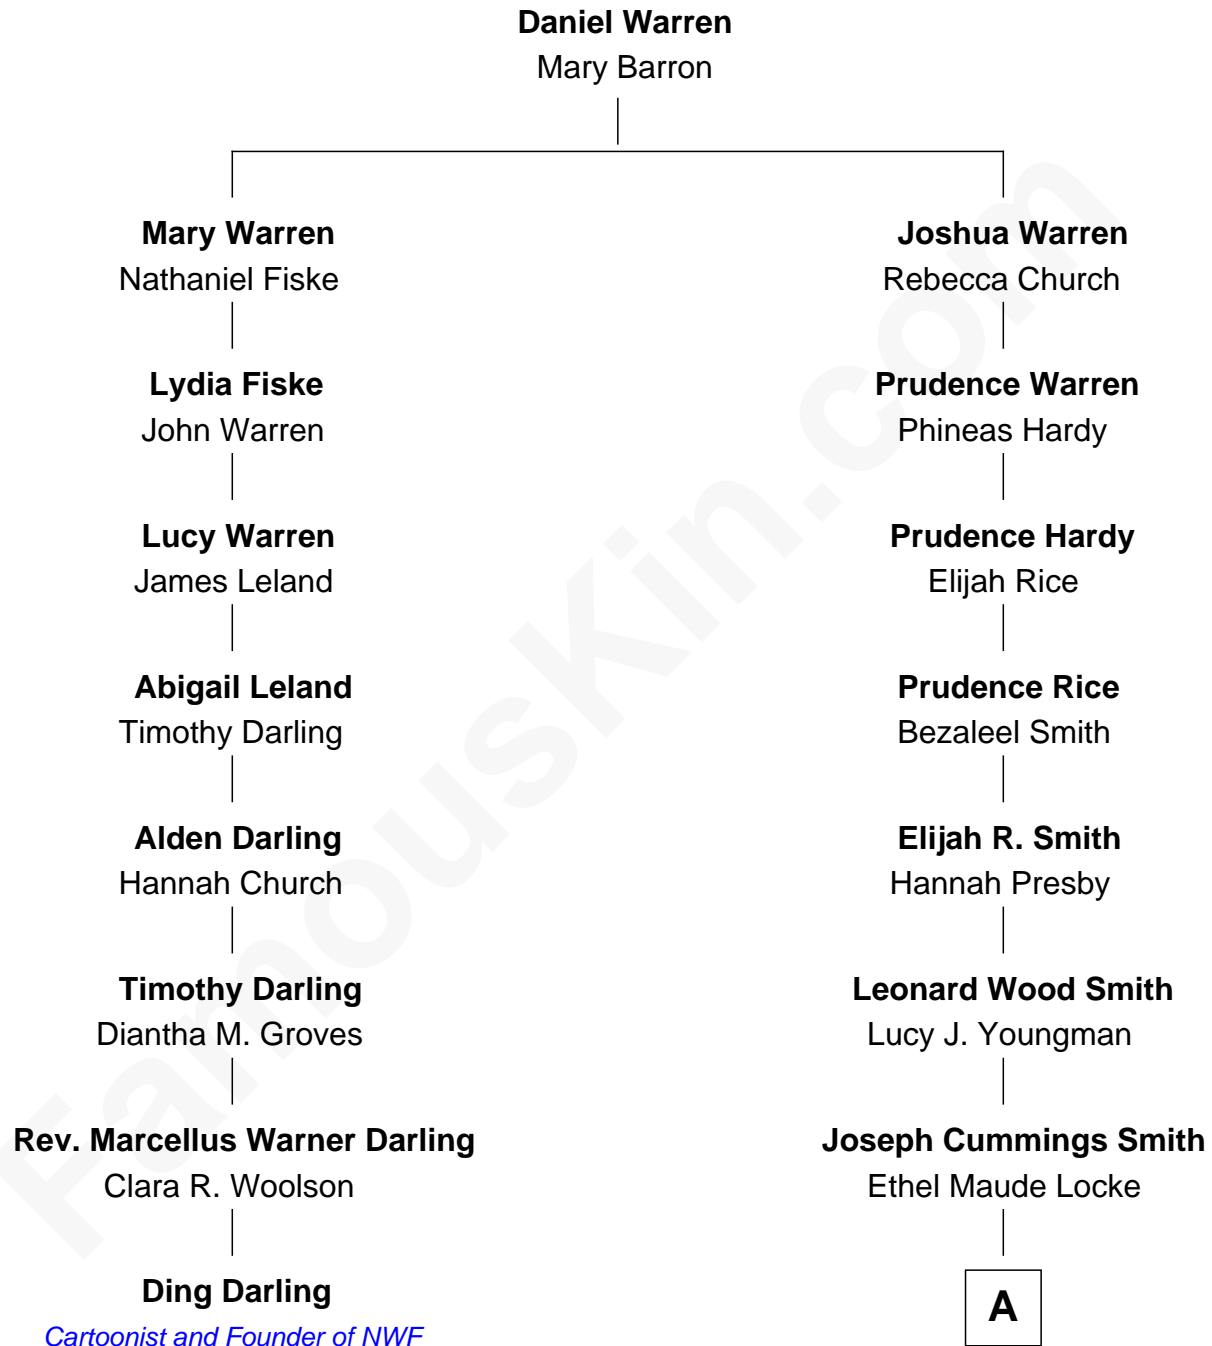 Daniel Warren
Mary Barron
Mary Warren
Nathaniel Fiske
Joshua Warren
Rebecca Church
Lydia Fiske
John Warren
Prudence Warren
Phineas Hardy
Lucy Warren
James Leland
Prudence Hardy
Elijah Rice
Abigail Leland
Timothy Darling
Prudence Rice
Bezaleel Smith
Alden Darling
Hannah Church
Elijah R. Smith
Hannah Presby
Timothy Darling
Diantha M. Groves
Leonard Wood Smith
Lucy J. Youngman
Rev. Marcellus Warner Darling
Clara R. Woolson
Joseph Cummings Smith
Ethel Maude Locke
Ding Darling
Cartoonist and Founder of NWF
A
FamousKin.com